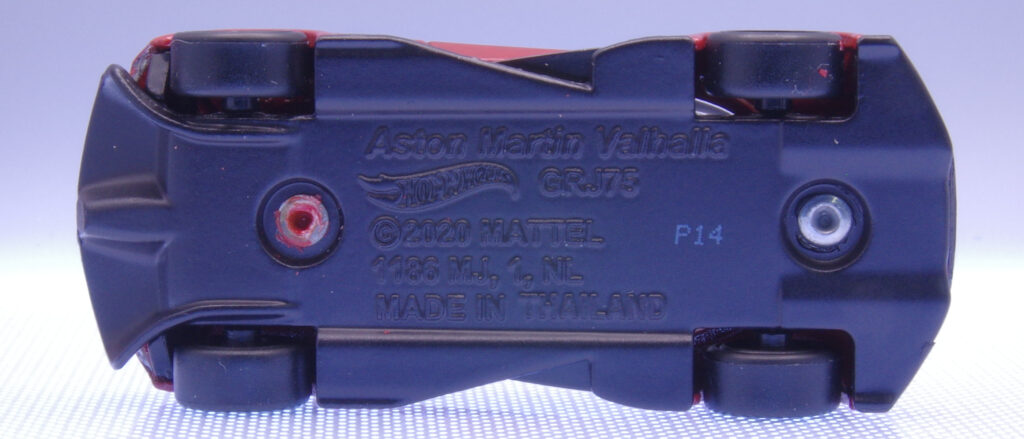 Aston Martin Valhalla
HOT WHEELS GRJ75
©2020 MATTEL
P14
1186 MJ, 1, NL
MADE IN THAILAND